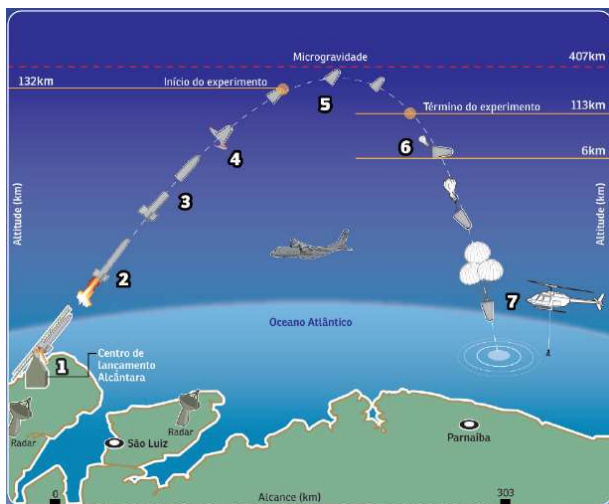 Microgravidade
407km
132km
Início do experimento
5
Término do experimento
113km
4
6
6km
3
Altitude (km)
Altitude (km)
2
7
Oceano Atlântico
1
Centro de
lançamento
Alcântara
Radar
São Luiz
Radar
Parnaíba
0
Alcance (km)
303